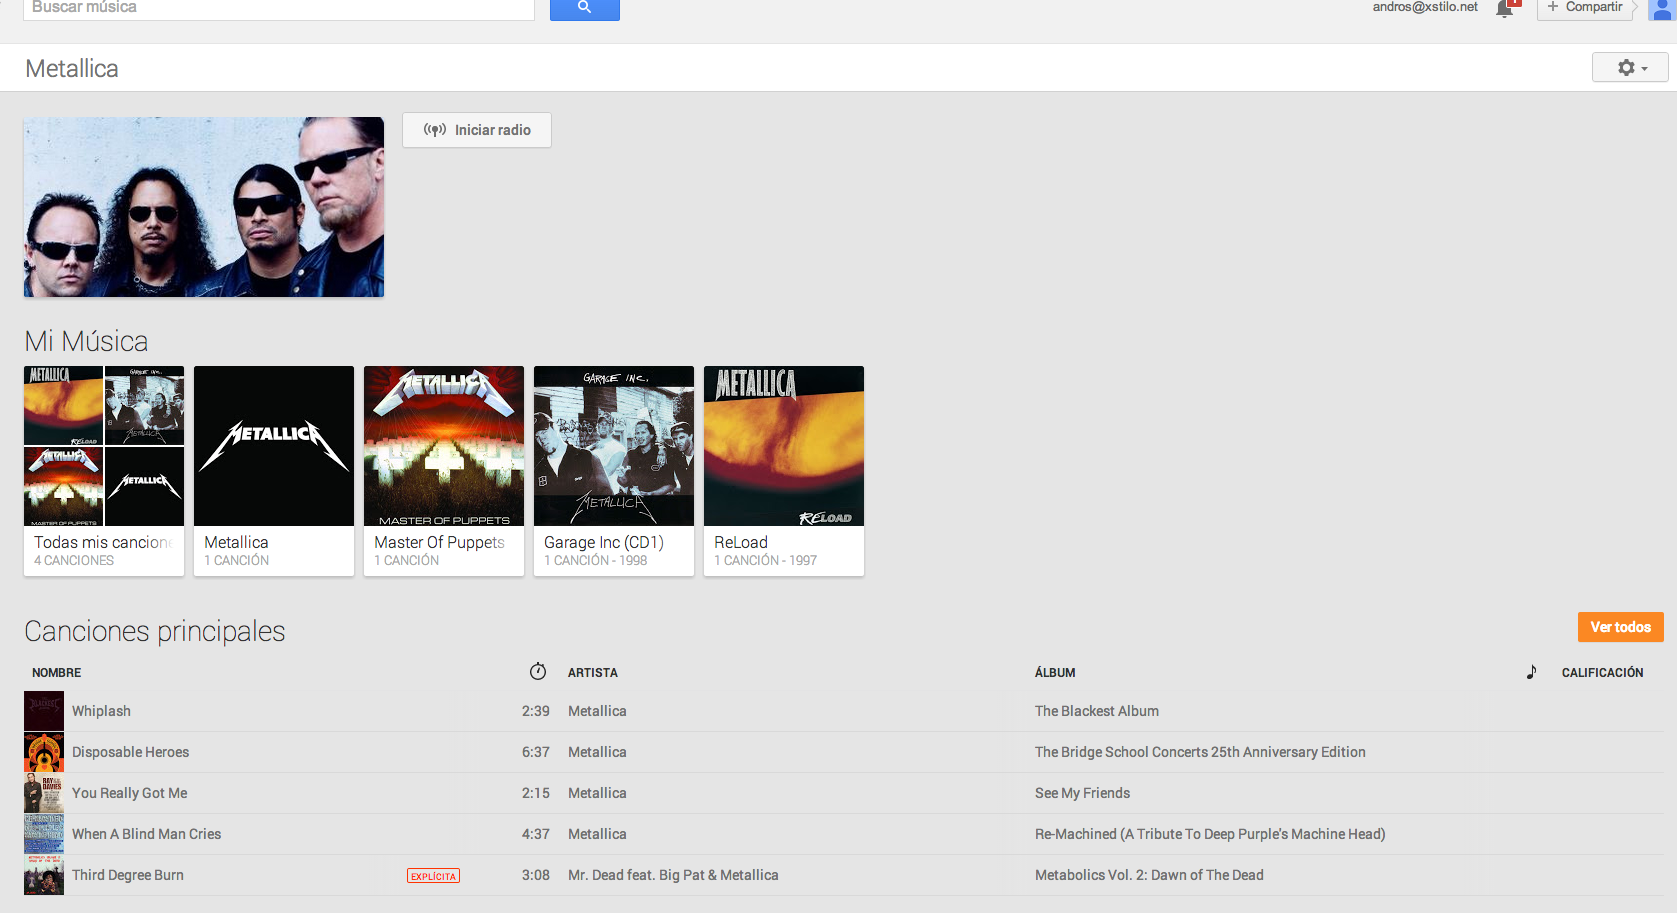 Buscar música
andros@xstilo.net
+ Compartir
Metallica
Iniciar radio
Mi Música
METALLICA
GARAGE INC.
METALLICA
RELOAD
METALLICA
MASTER OF PUPPETS
METALLICA
METALLICA
METALLICA
MASTER OF PUPPETS
GARAGE INC.
METALLICA
METALLICA
RELOAD
Todas mis cancione
4 CANCIONES
Metallica
1 CANCIÓN
Master Of Puppets
1 CANCIÓN
Garage Inc (CD1)
1 CANCIÓN - 1998
ReLoad
1 CANCIÓN - 1997
Canciones principales
Ver todos
NOMBRE ARTISTA ÁLBUM CALIFICACIÓN
Whiplash 2:39 Metallica The Blackest Album
Disposable Heroes 6:37 Metallica The Bridge School Concerts 25th Anniversary Edition
RAY
DAVIES
You Really Got Me 2:15 Metallica See My Friends
When A Blind Man Cries 4:37 Metallica Re-Machined (A Tribute To Deep Purple's Machine Head)
Third Degree Burn EXPLÍCITA 3:08 Mr. Dead feat. Big Pat & Metallica Metabolics Vol. 2: Dawn of The Dead